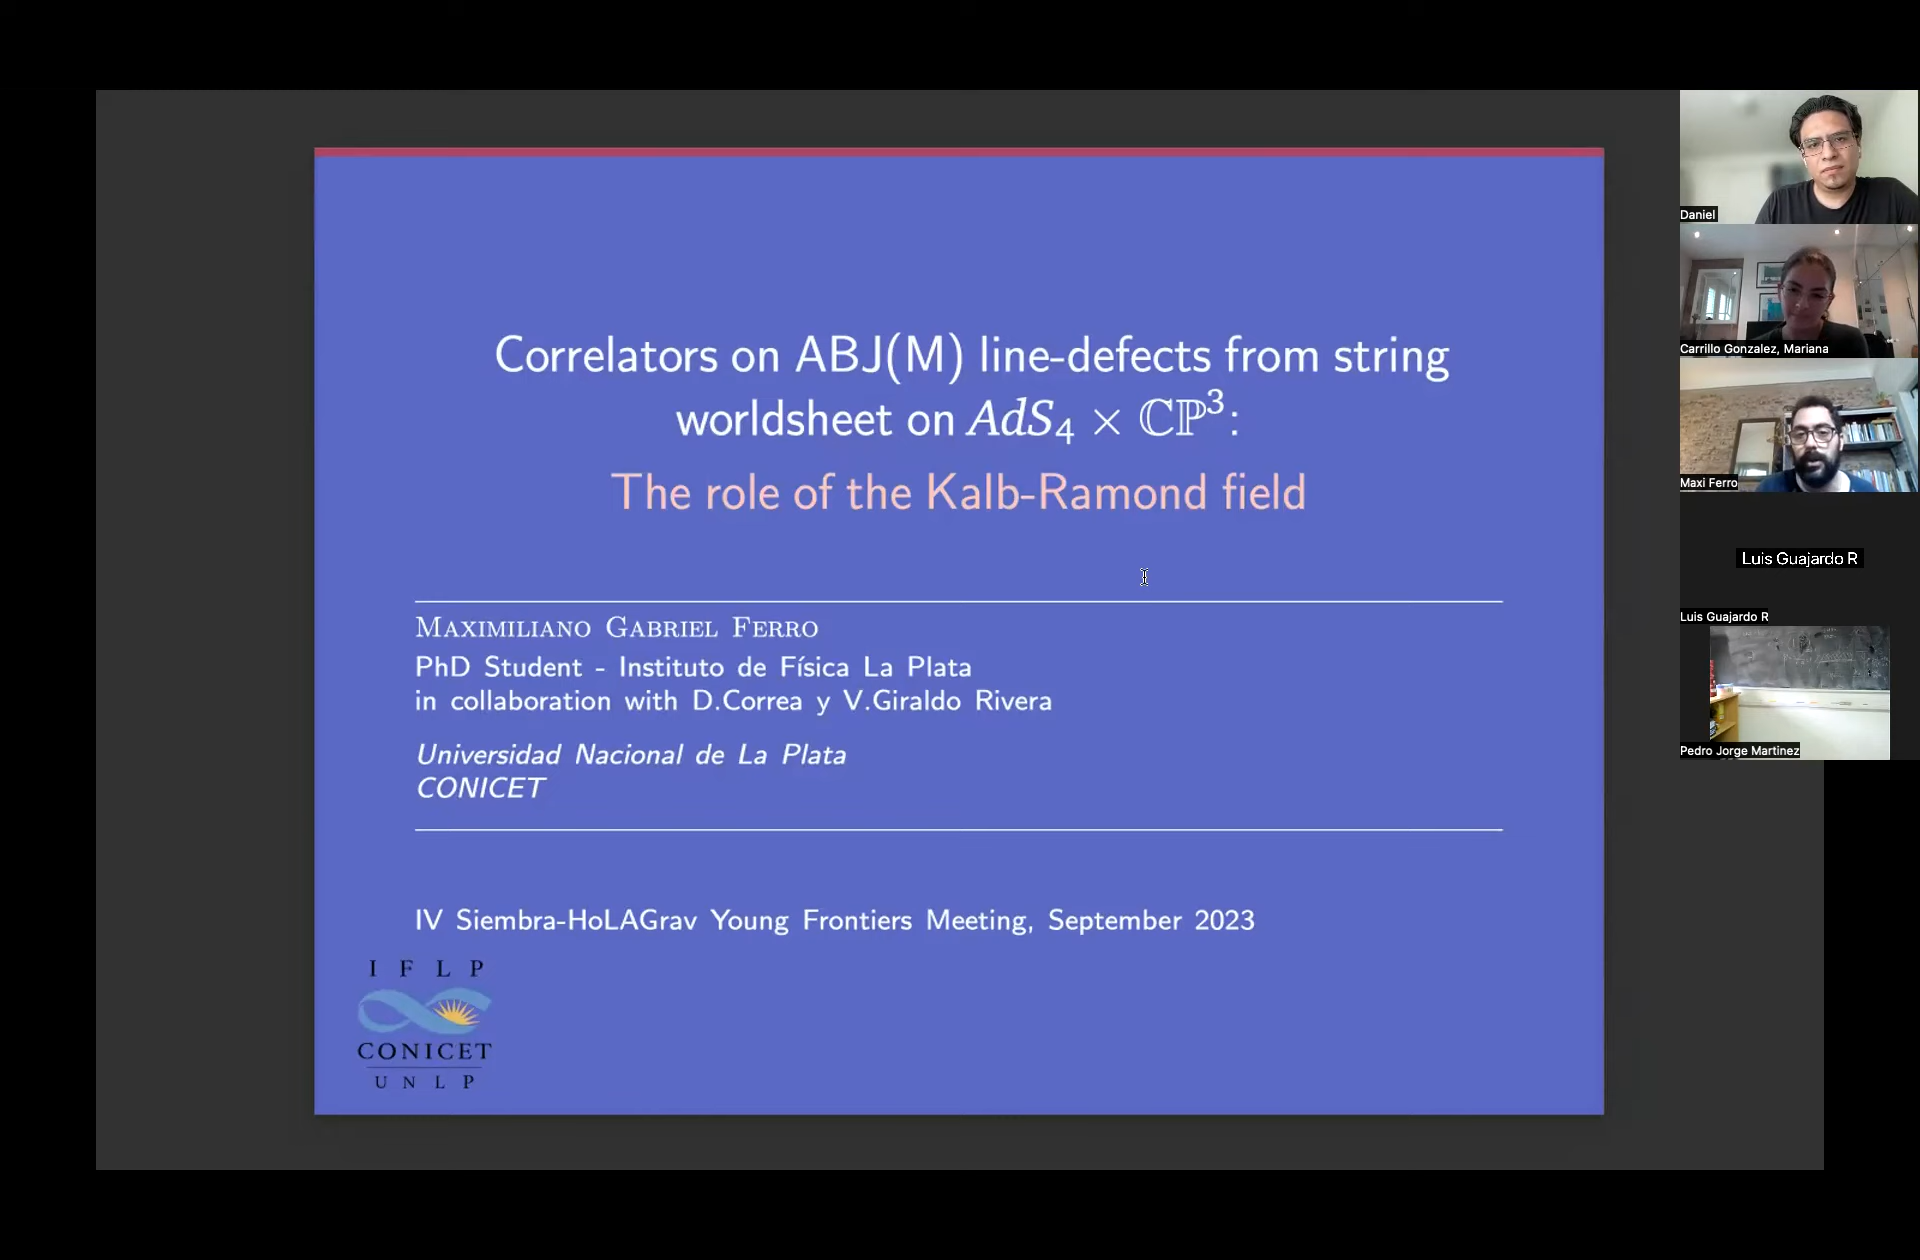 Correlators on ABJ(M) line-defects from string
worldsheet on AdS₄ × ℂℙ³:
The role of the Kalb-Ramond field
MAXIMILIANO GABRIEL FERRO
PhD Student - Instituto de Física La Plata
in collaboration with D.Correa y V.Giraldo Rivera
Universidad Nacional de La Plata
CONICET
IV Siembra-HoLAGrav Young Frontiers Meeting, September 2023
I F L P
CONICET
U N L P
Daniel
Carrillo Gonzalez, Mariana
Maxi Ferro
Luis Guajardo R
Luis Guajardo R
Pedro Jorge Martinez